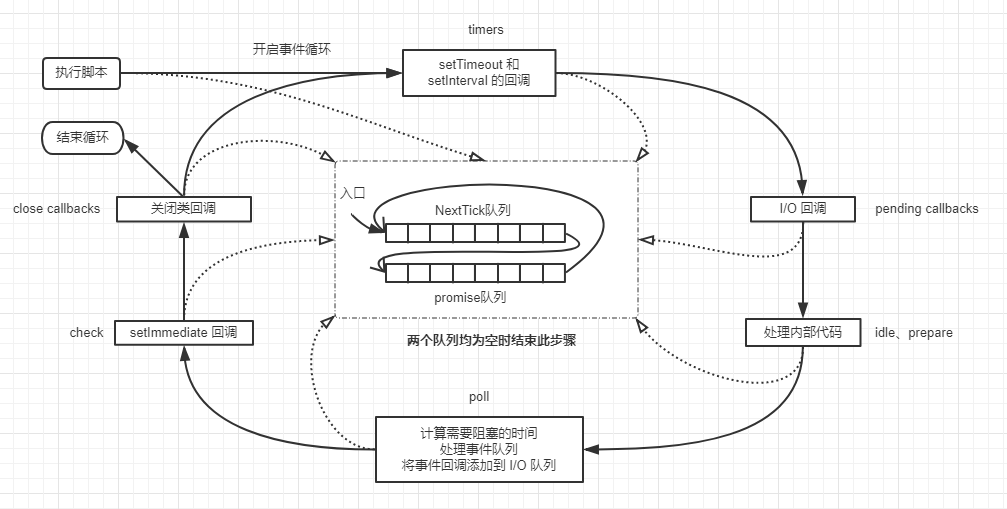 timers
开启事件循环
执行脚本
setTimeout 和
setInterval 的回调
结束循环
close callbacks
关闭类回调
入口
NextTick队列
I/O 回调
pending callbacks
promise队列
check
setImmediate 回调
两个队列均为空时结束此步骤
处理内部代码
idle、prepare
poll
计算需要阻塞的时间
处理事件队列
将事件回调添加到 I/O 队列